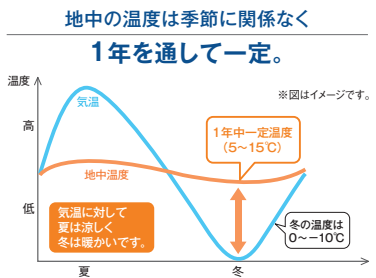 地中の温度は季節に関係なく
1年を通して一定。
温度
※図はイメージです。
気温
高
1年中一定温度
（5〜15℃）
地中温度
低
気温に対して
夏は涼しく
冬は暖かいです。
冬の温度は
0〜−10℃
夏
冬